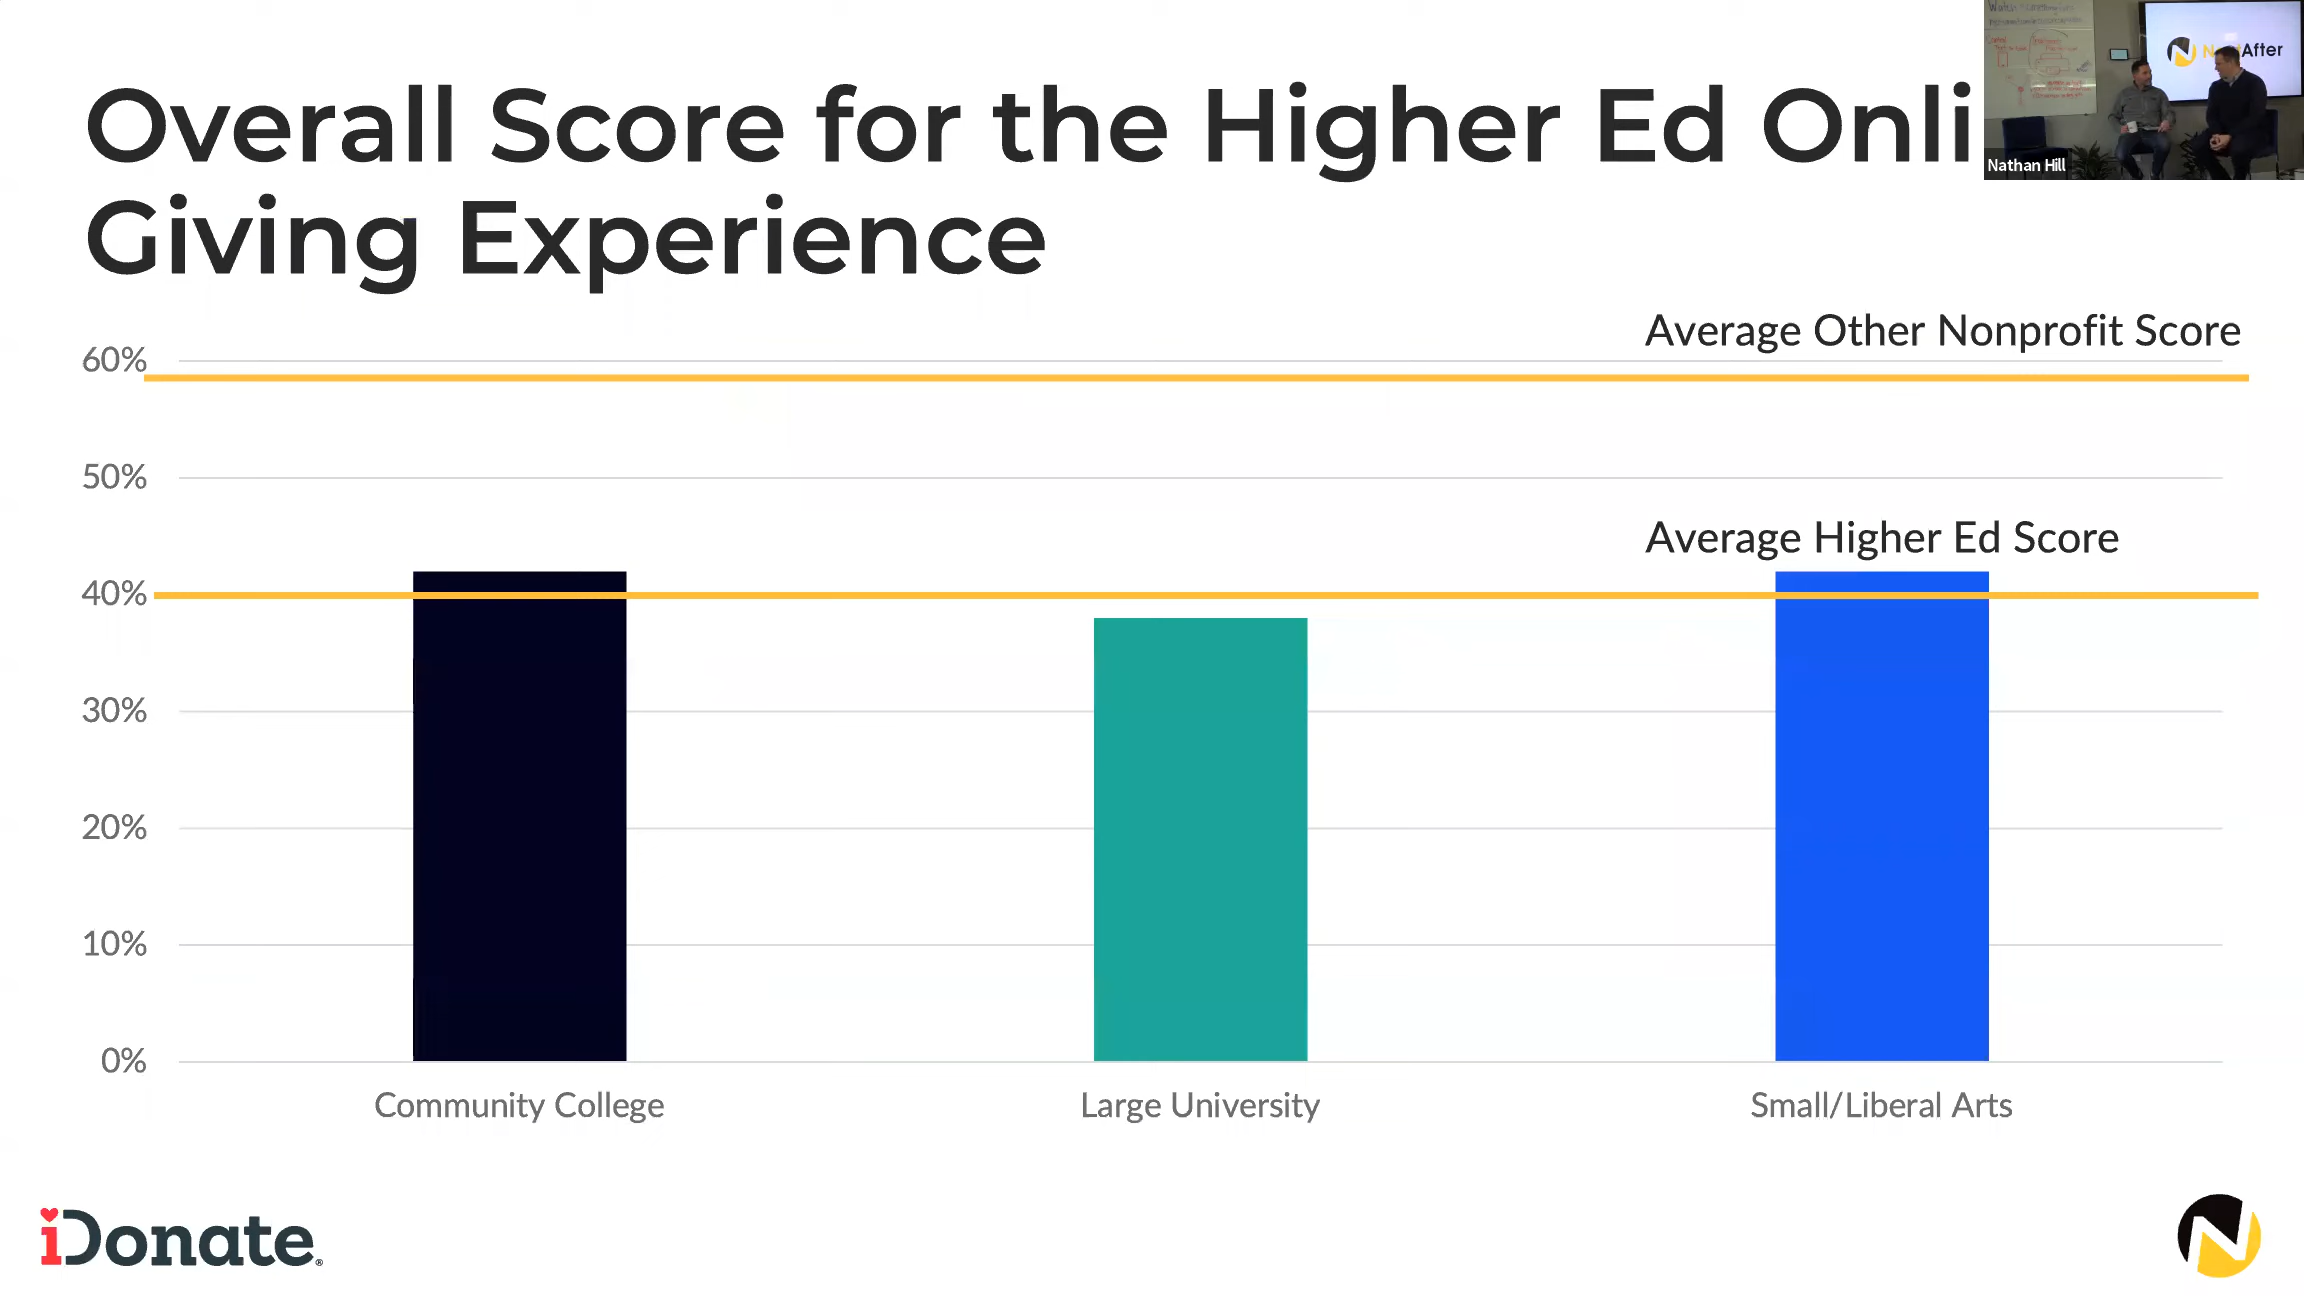 Overall Score for the Higher Ed Onli
Giving Experience
Nathan Hill
After
Average Other Nonprofit Score
60%
50%
Average Higher Ed Score
40%
30%
20%
10%
0%
Community College
Large University
Small/Liberal Arts
iDonate®
N